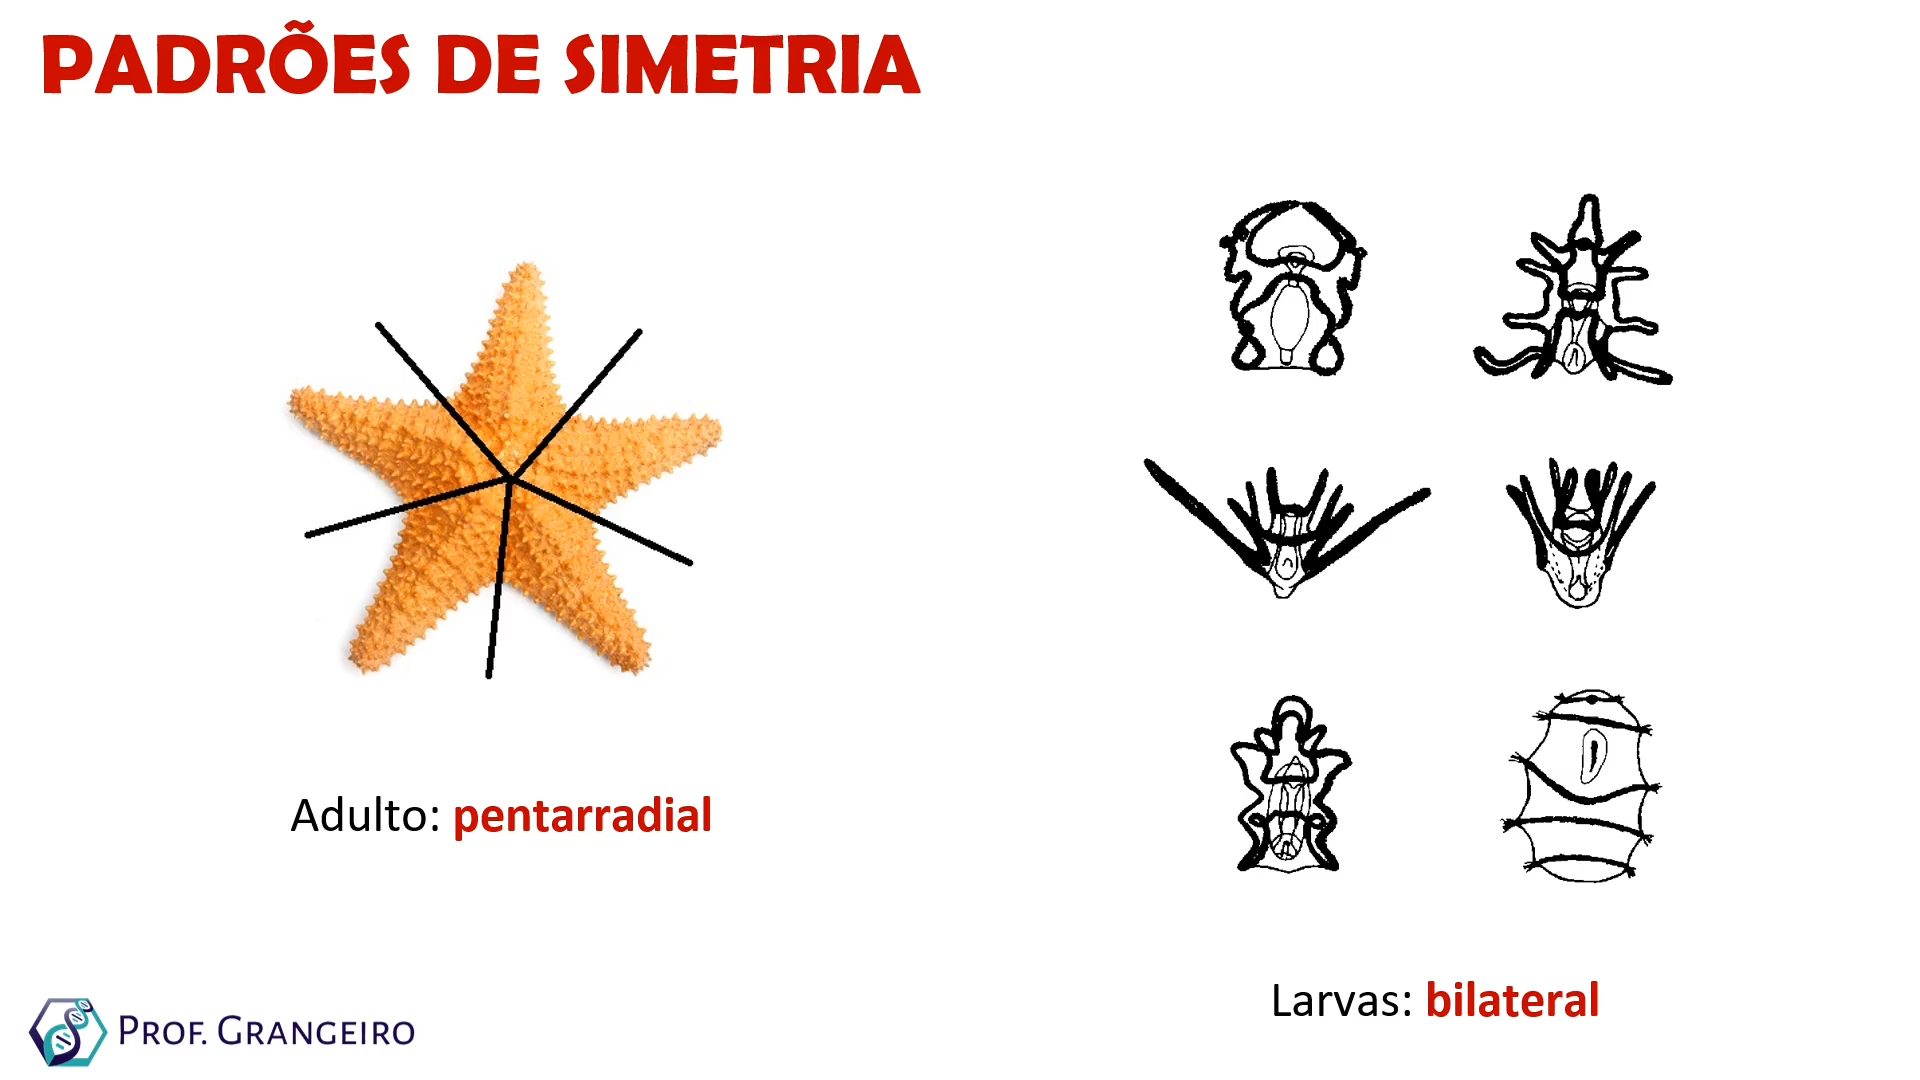 PADRÕES DE SIMETRIA
Adulto: pentarradial
Larvas: bilateral
PROF. GRANGEIRO